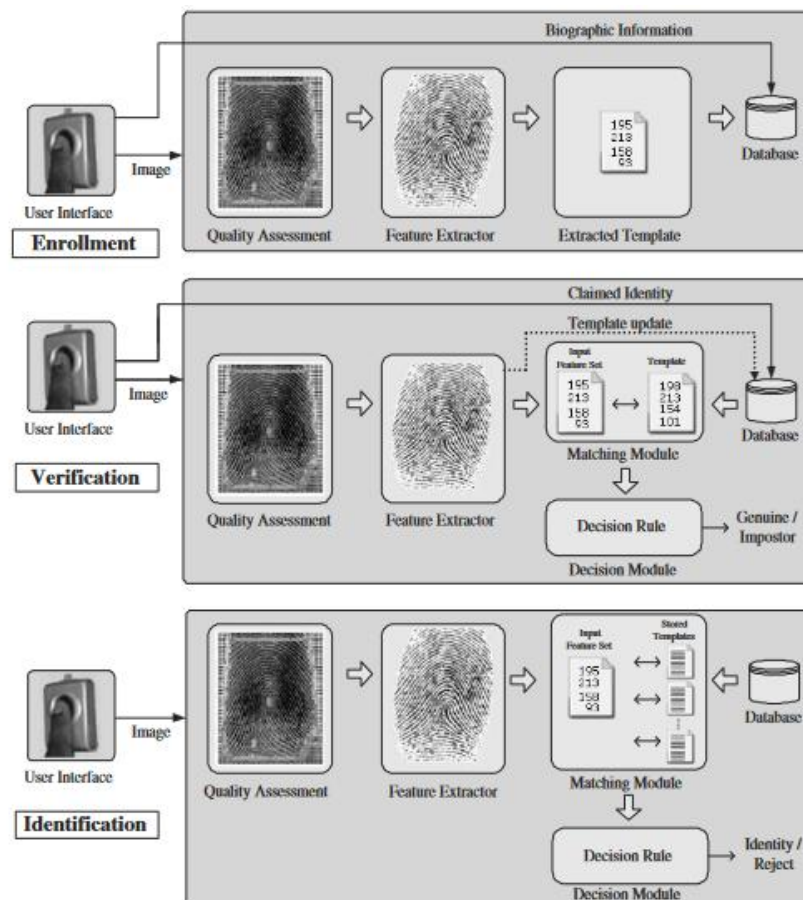 Biographic Information
195
213
158
93
Image
User Interface
Database
Enrollment
Quality Assessment
Feature Extractor
Extracted Template
Claimed Identity
Template update
Input
Feature Set
Template
195
213
158
93
198
213
154
101
Image
User Interface
Database
Matching Module
Verification
Quality Assessment
Feature Extractor
Decision Rule
Genuine /
Impostor
Decision Module
Input
Feature Set
Stored
Templates
195
213
158
93
Image
User Interface
Database
Quality Assessment
Feature Extractor
Matching Module
Identification
Decision Rule
Identity /
Reject
Decision Module